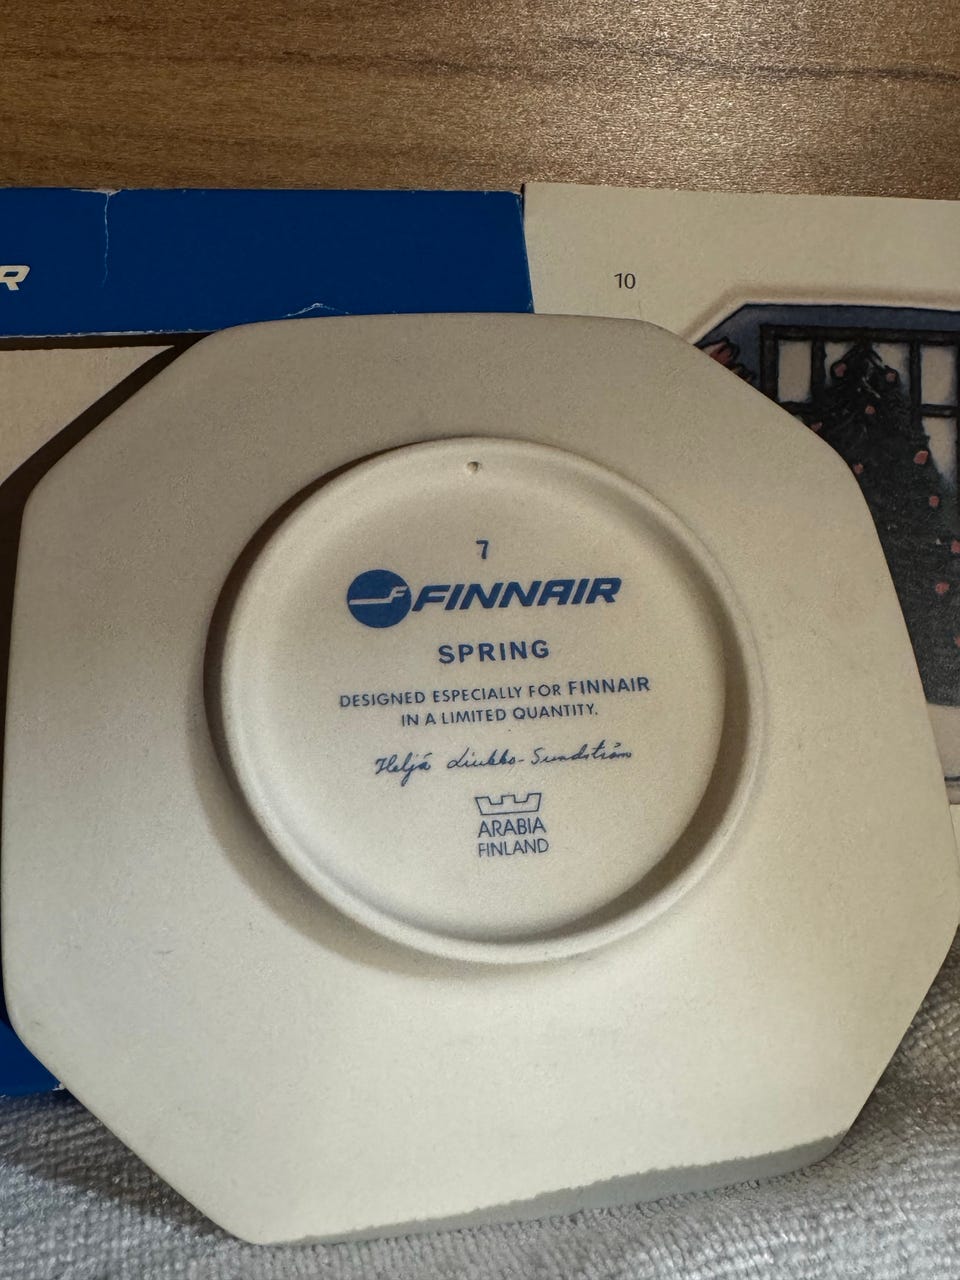 R
10
7
FINNAIR
SPRING
DESIGNED ESPECIALLY FOR FINNAIR
IN A LIMITED QUANTITY.
Heljä Liukko-Sundström
ARABIA
FINLAND